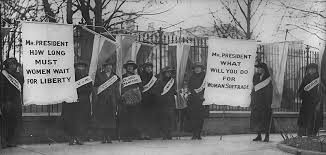 MR. PRESIDENT
HOW LONG
MUST
WOMEN WAIT
FOR LIBERTY
MR. PRESIDENT
WHAT
WILL YOU DO
FOR
WOMAN SUFFRAGE